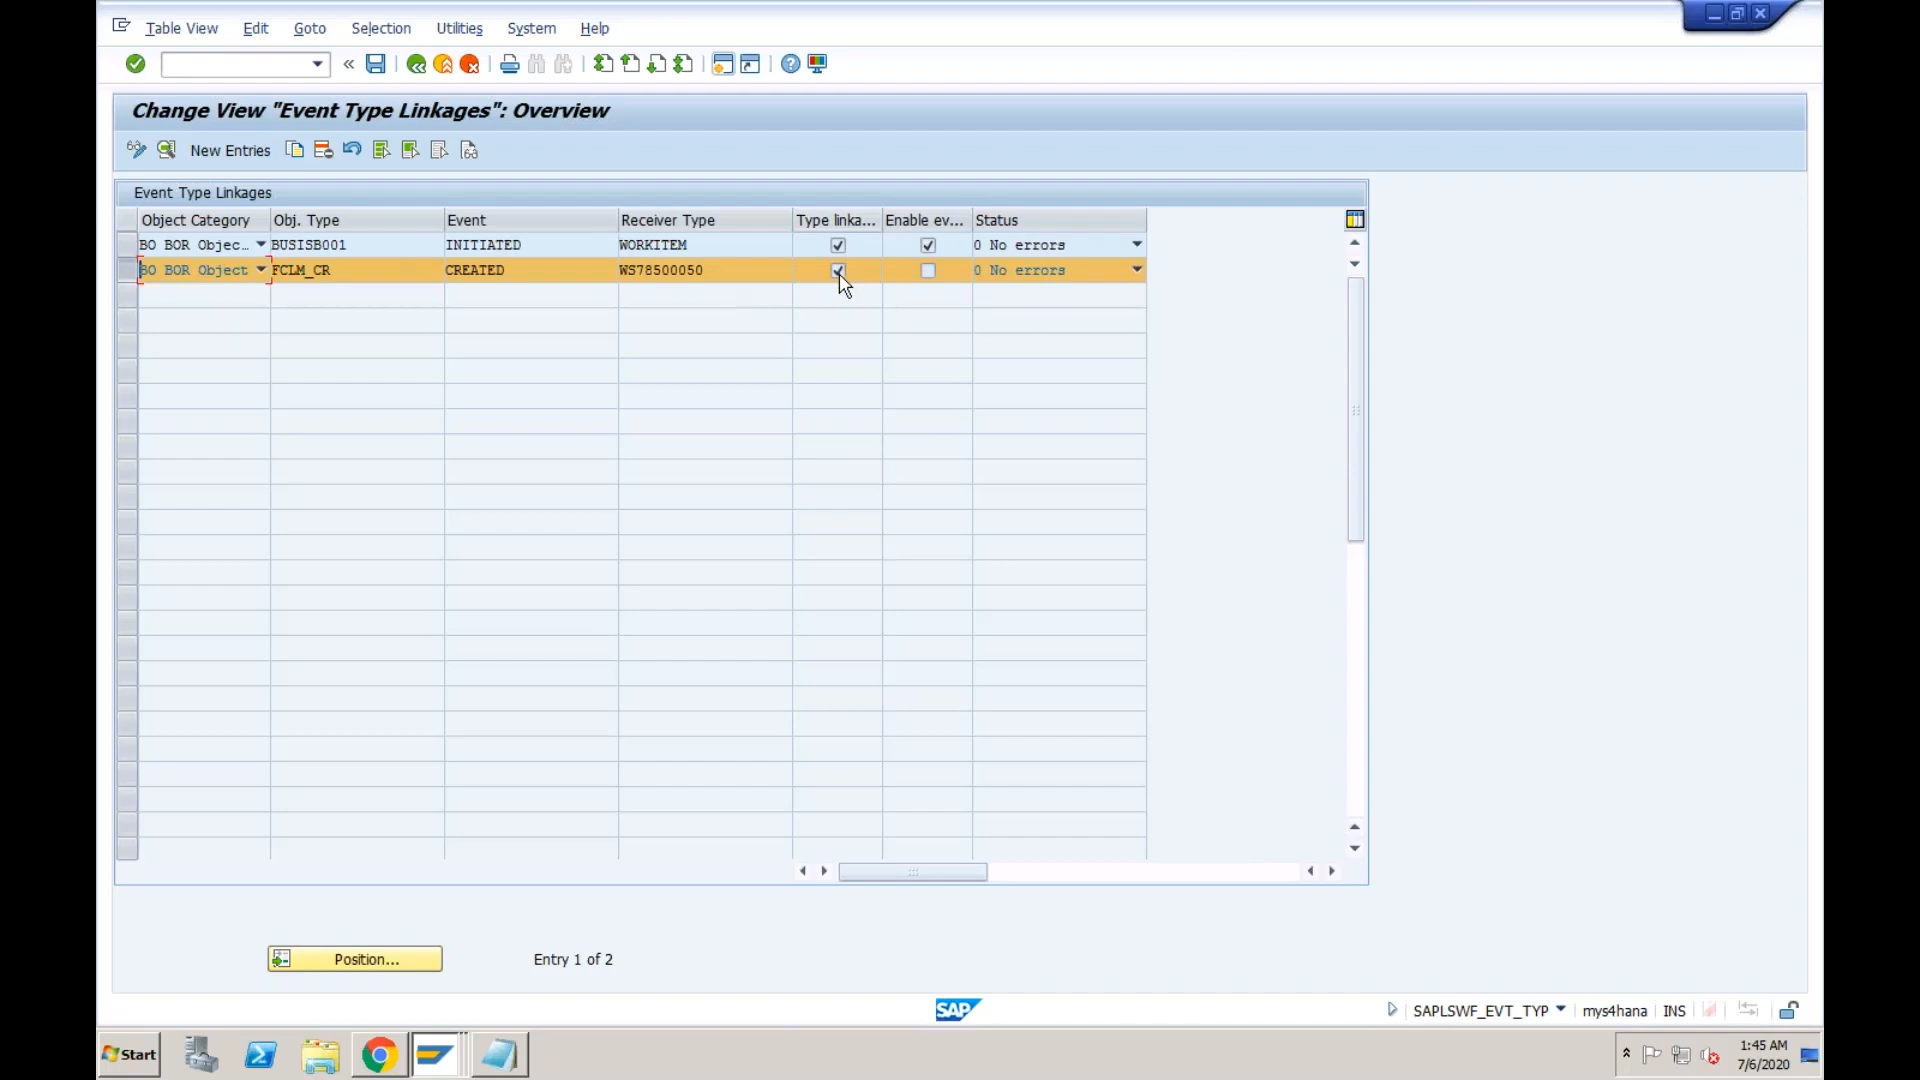 Table View Edit Goto Selection Utilities System Help
Change View "Event Type Linkages": Overview
New Entries
Event Type Linkages
Object Category Obj. Type Event Receiver Type Type linka... Enable ev... Status
BO BOR Objec... BUSISB001 INITIATED WORKITEM 0 No errors
BO BOR Object FCLM_CR CREATED WS78500050 0 No errors
Position... Entry 1 of 2
SAP SAPLSWF_EVT_TYP mys4hana INS
Start 1:45 AM
7/6/2020